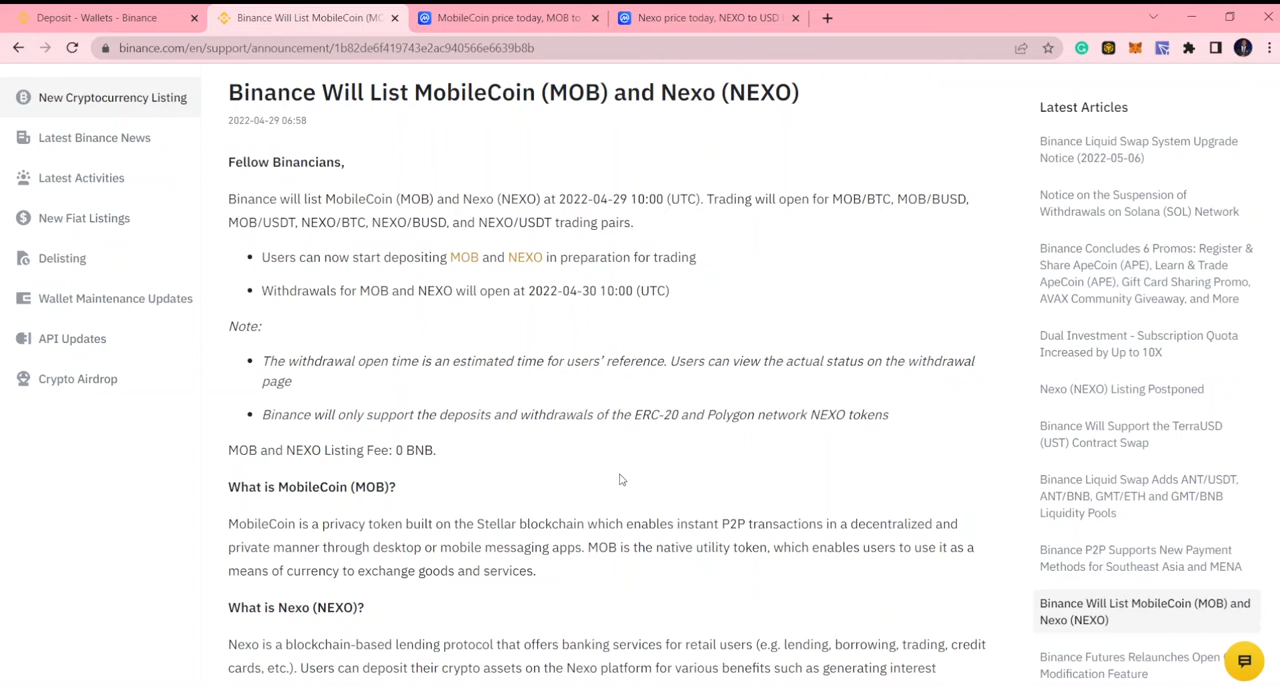 Deposit - Wallets - Binance
Binance Will List MobileCoin (MO
MobileCoin price today, MOB to
Nexo price today, NEXO to USD
binance.com/en/support/announcement/1b82de6f419743e2ac940566e6639b8b
New Cryptocurrency Listing
Latest Binance News
Latest Activities
New Fiat Listings
Delisting
Wallet Maintenance Updates
API Updates
Crypto Airdrop
Binance Will List MobileCoin (MOB) and Nexo (NEXO)
2022-04-29 06:58
Fellow Binancians,
Binance will list MobileCoin (MOB) and Nexo (NEXO) at 2022-04-29 10:00 (UTC). Trading will open for MOB/BTC, MOB/BUSD,
MOB/USDT, NEXO/BTC, NEXO/BUSD, and NEXO/USDT trading pairs.
• Users can now start depositing MOB and NEXO in preparation for trading
• Withdrawals for MOB and NEXO will open at 2022-04-30 10:00 (UTC)
Note:
• The withdrawal open time is an estimated time for users’ reference. Users can view the actual status on the withdrawal
page
• Binance will only support the deposits and withdrawals of the ERC-20 and Polygon network NEXO tokens
MOB and NEXO Listing Fee: 0 BNB.
What is MobileCoin (MOB)?
MobileCoin is a privacy token built on the Stellar blockchain which enables instant P2P transactions in a decentralized and
private manner through desktop or mobile messaging apps. MOB is the native utility token, which enables users to use it as a
means of currency to exchange goods and services.
What is Nexo (NEXO)?
Nexo is a blockchain-based lending protocol that offers banking services for retail users (e.g. lending, borrowing, trading, credit
cards, etc.). Users can deposit their crypto assets on the Nexo platform for various benefits such as generating interest
Latest Articles
Binance Liquid Swap System Upgrade
Notice (2022-05-06)
Notice on the Suspension of
Withdrawals on Solana (SOL) Network
Binance Concludes 6 Promos: Register &
Share ApeCoin (APE), Learn & Trade
ApeCoin (APE), Gift Card Sharing Promo,
AVAX Community Giveaway, and More
Dual Investment - Subscription Quota
Increased by Up to 10X
Nexo (NEXO) Listing Postponed
Binance Will Support the TerraUSD
(UST) Contract Swap
Binance Liquid Swap Adds ANT/USDT,
ANT/BNB, GMT/ETH and GMT/BNB
Liquidity Pools
Binance P2P Supports New Payment
Methods for Southeast Asia and MENA
Binance Will List MobileCoin (MOB) and
Nexo (NEXO)
Binance Futures Relaunches Open
Modification Feature